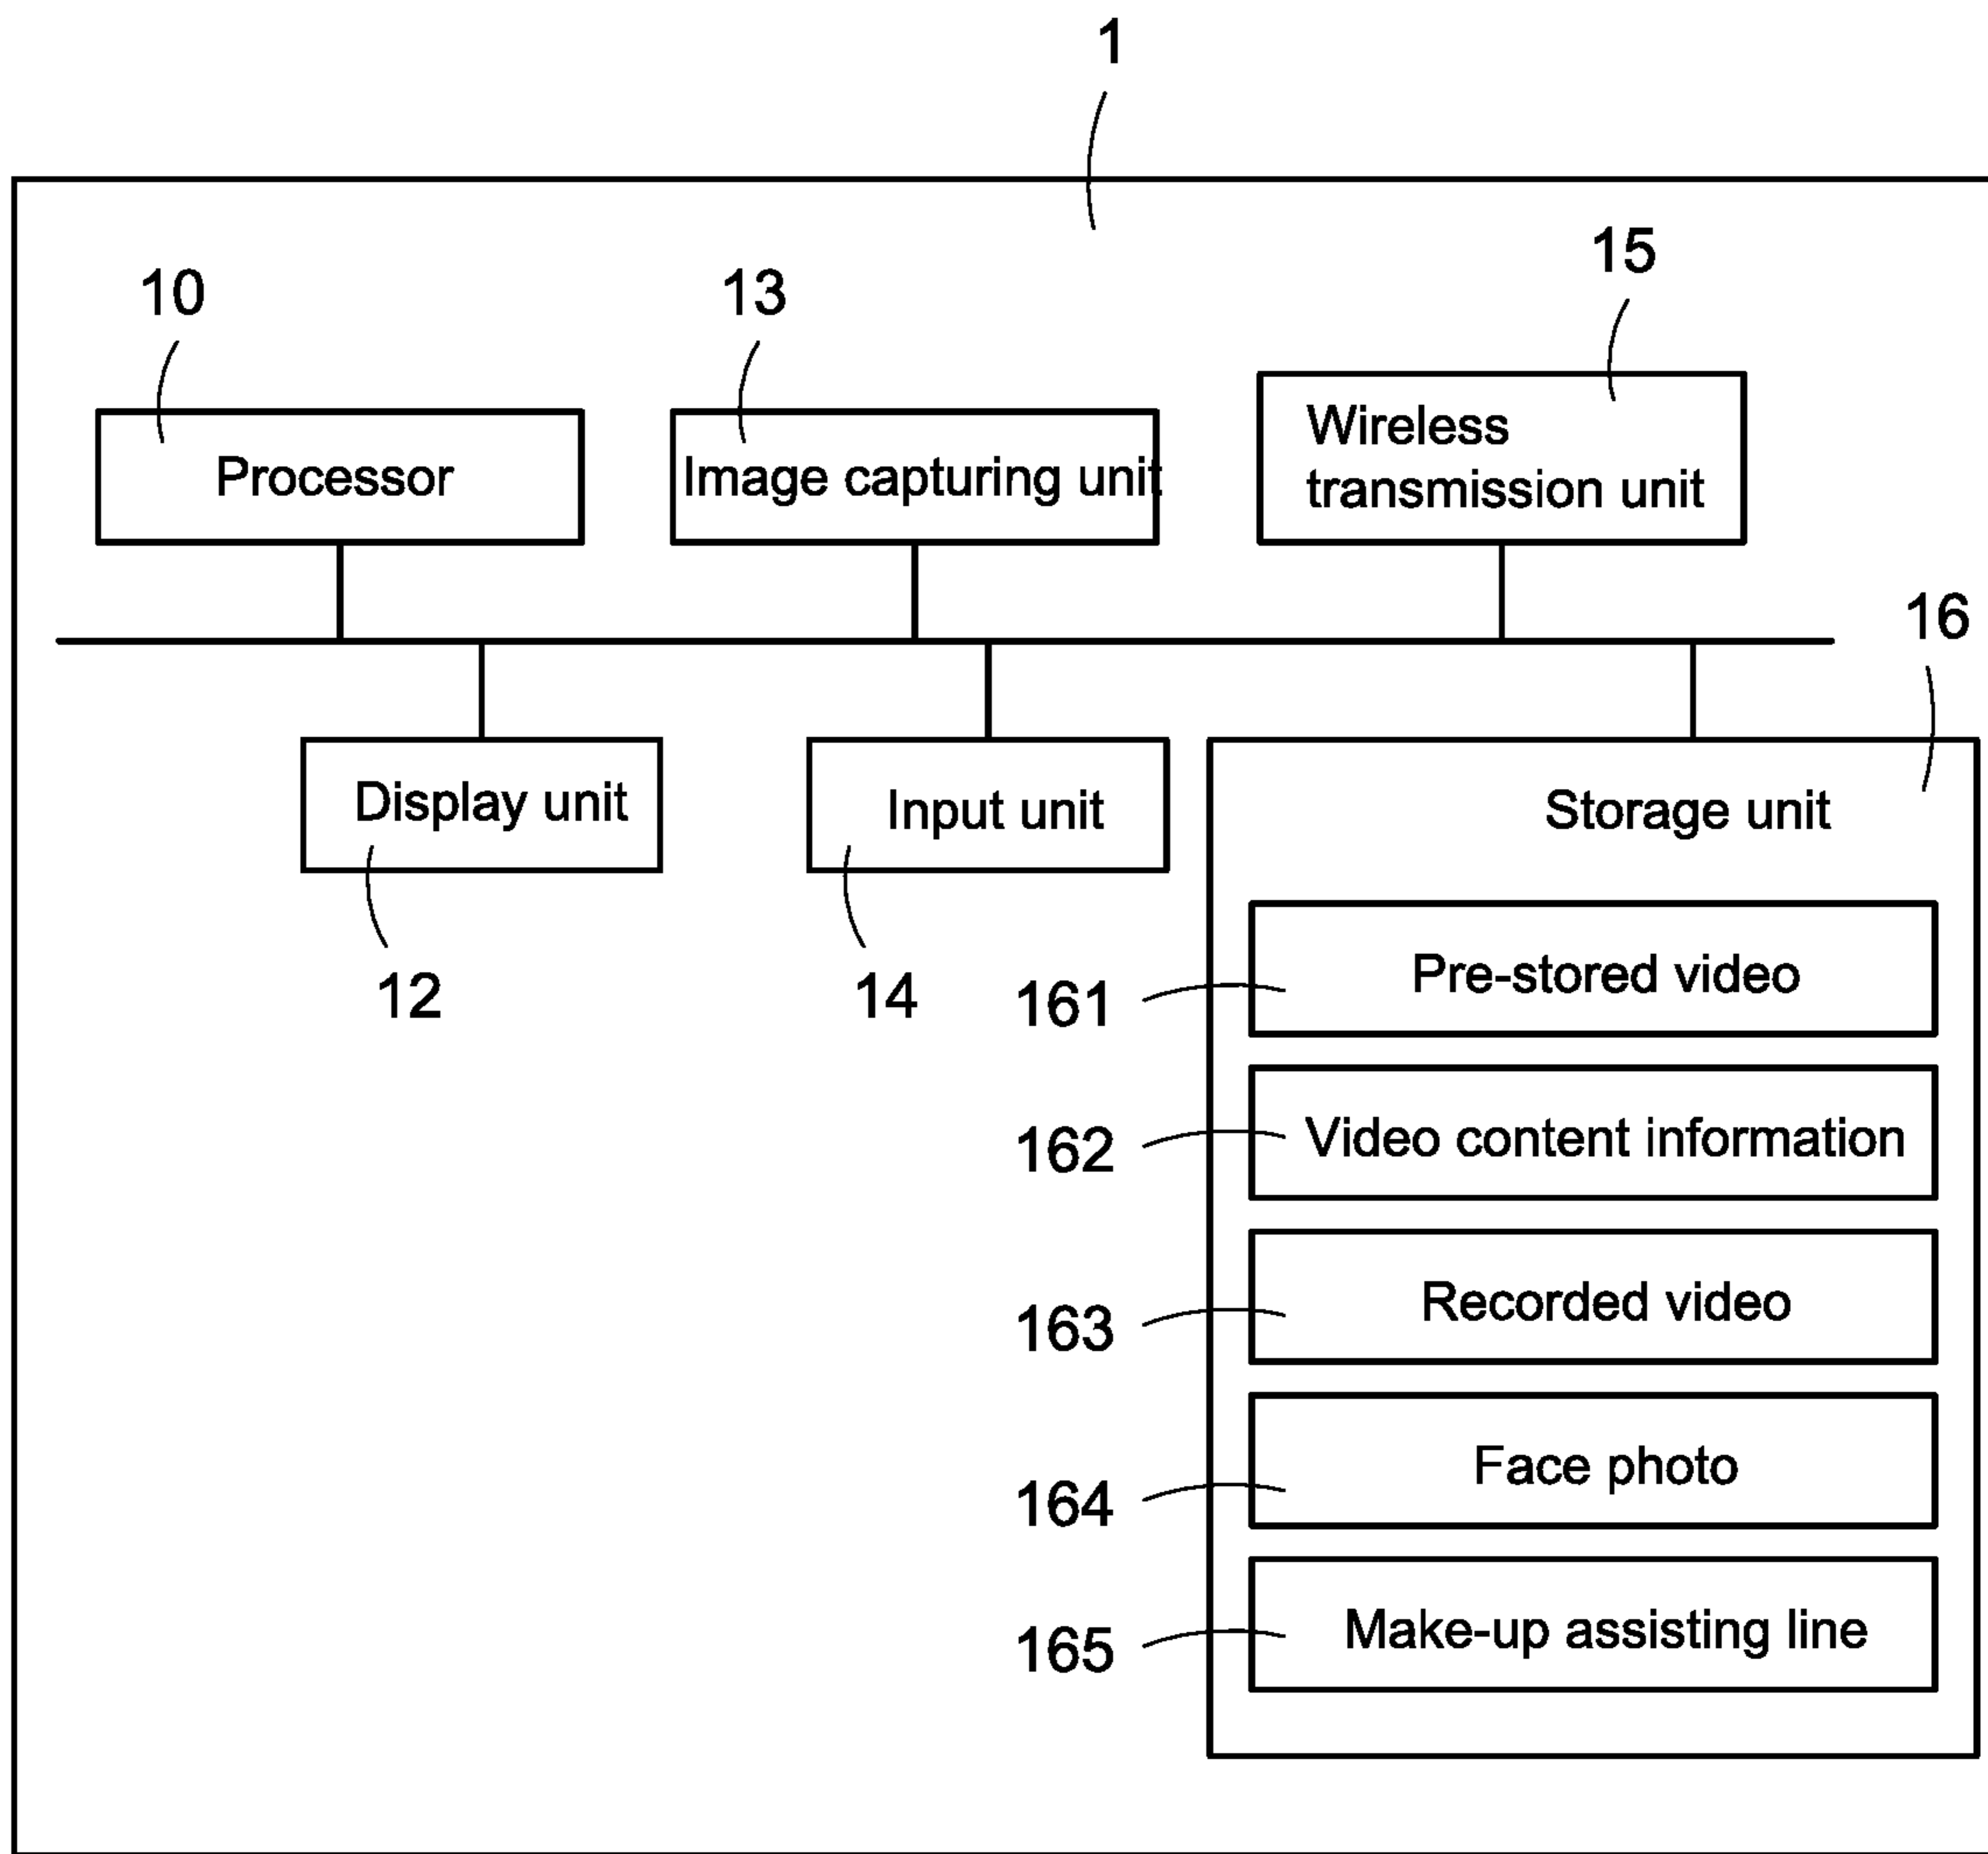 1
10
13
15
Processor
Image capturing unit
Wireless
transmission unit
16
Display unit
Input unit
Storage unit
12
14
161
Pre-stored video
162
Video content information
163
Recorded video
164
Face photo
165
Make-up assisting line